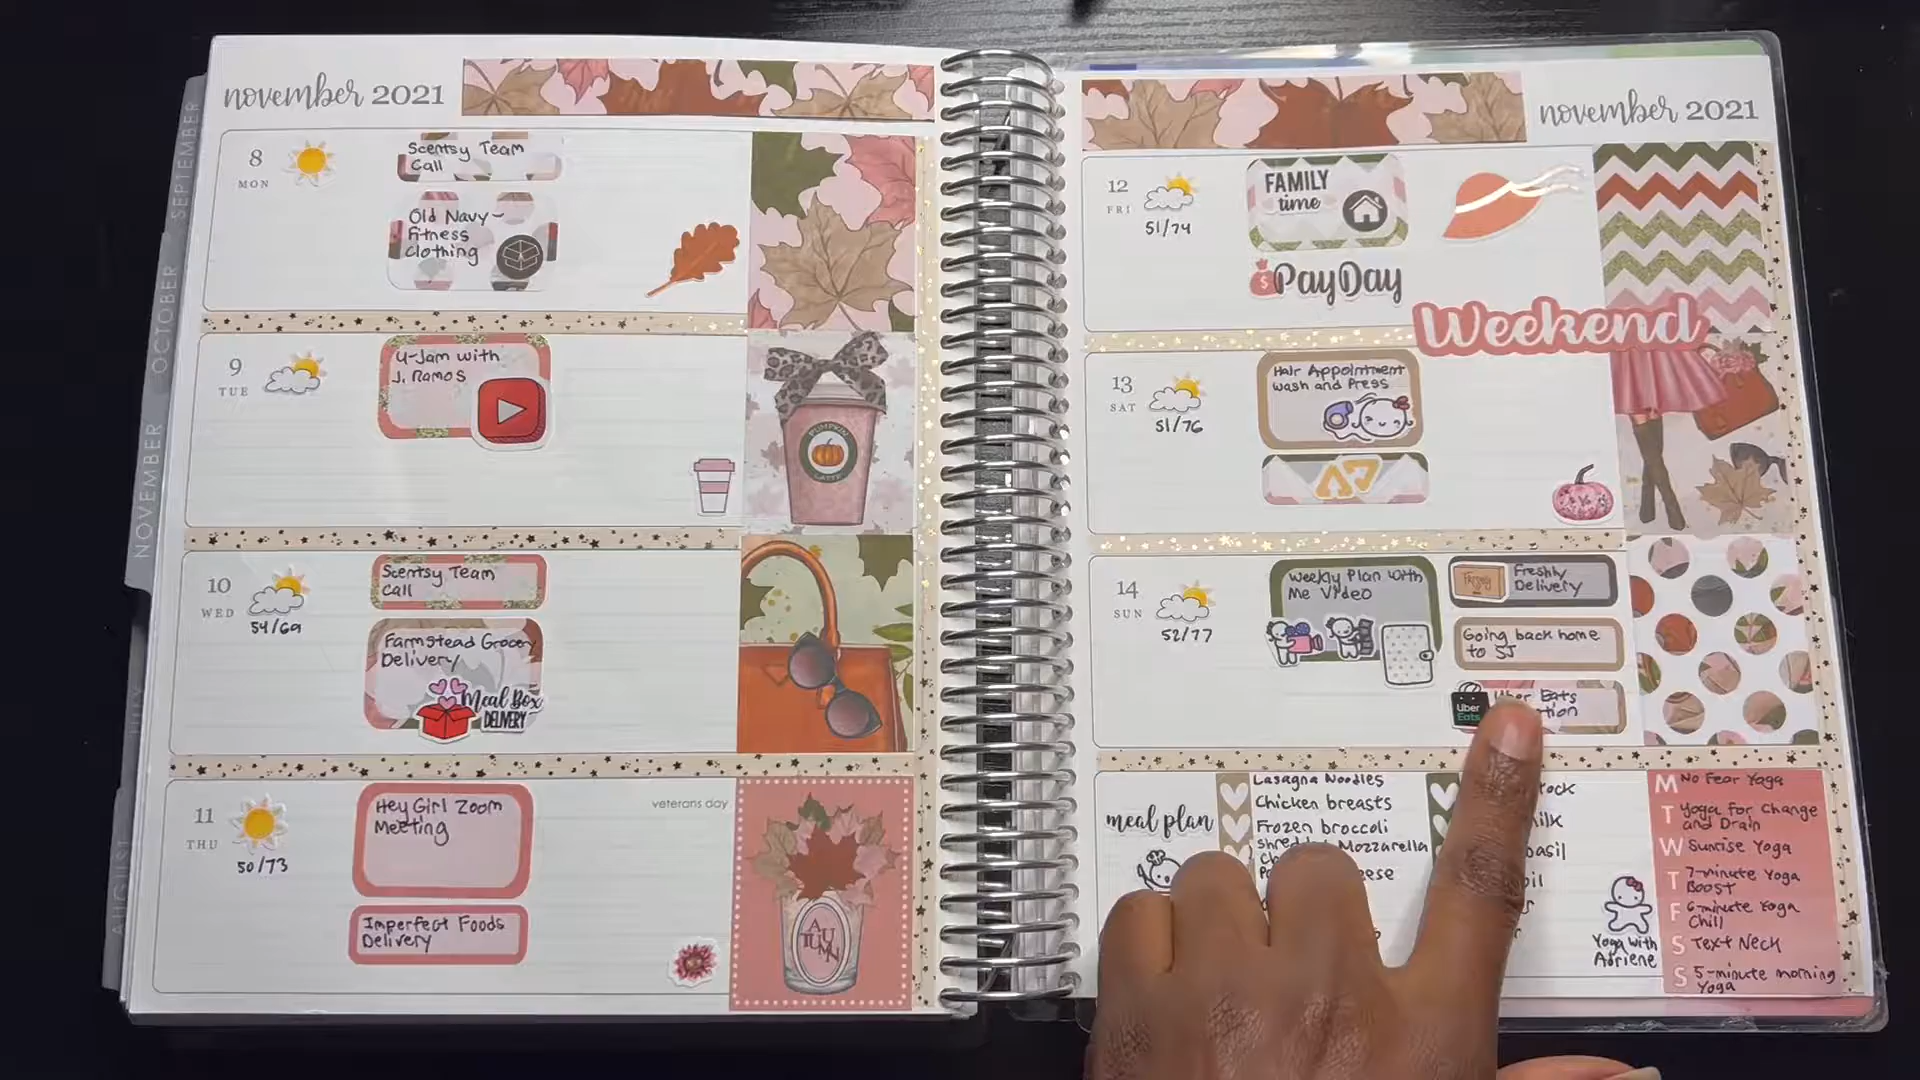 november 2021
8
MON
Scentsy Team
Call
Old Navy-
Fitness
Clothing
9
TUE
U-Jam with
J. Ramos
PUMPKIN
LATTE
10
WED
54/69
Scentsy Team
Call
Farmstead Grocery
Delivery
Meal Box
DELIVERY
11
THU
50/73
Hey Girl Zoom
Meeting
Imperfect Foods
Delivery
veterans day
AUTUMN
SEPTEMBER
OCTOBER
NOVEMBER
AUGUST
november 2021
12
FRI
51/74
FAMILY
time
$PayDay
Weekend
13
SAT
51/76
Hair Appointment
wash and Press
14
SUN
52/77
Weekly Plan with
Me Video
Freshly
Delivery
Going back home
to SJ
Uber
Eats
Uber Eats
meal plan
Lasagna Noodles
Chicken breasts
Frozen broccoli
Mozzarella
M No Fear Yoga
T Yoga for Change
and Drain
W Sunrise Yoga
T 7-minute Yoga
Boost
F 6-minute Yoga
Chill
S Text Neck
S 5-minute morning
Yoga
Yoga with
Adriene